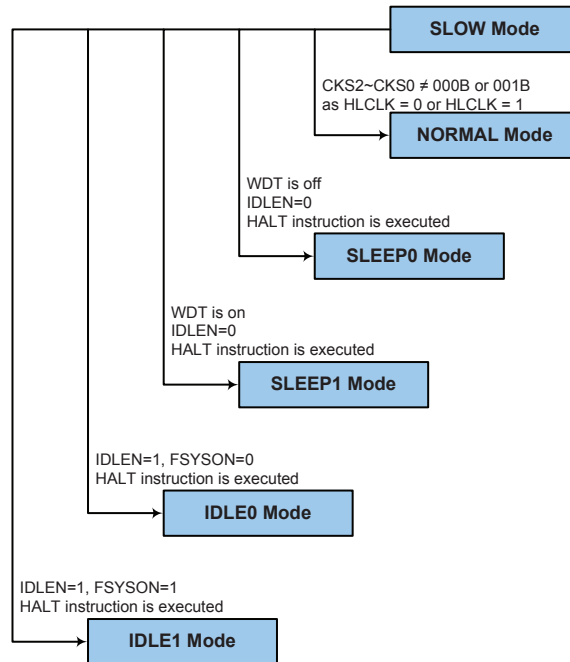 SLOW Mode
CKS2~CKS0 ≠ 000B or 001B
as HLCLK = 0 or HLCLK = 1
NORMAL Mode
WDT is off
IDLEN=0
HALT instruction is executed
SLEEP0 Mode
WDT is on
IDLEN=0
HALT instruction is executed
SLEEP1 Mode
IDLEN=1, FSYSON=0
HALT instruction is executed
IDLE0 Mode
IDLEN=1, FSYSON=1
HALT instruction is executed
IDLE1 Mode